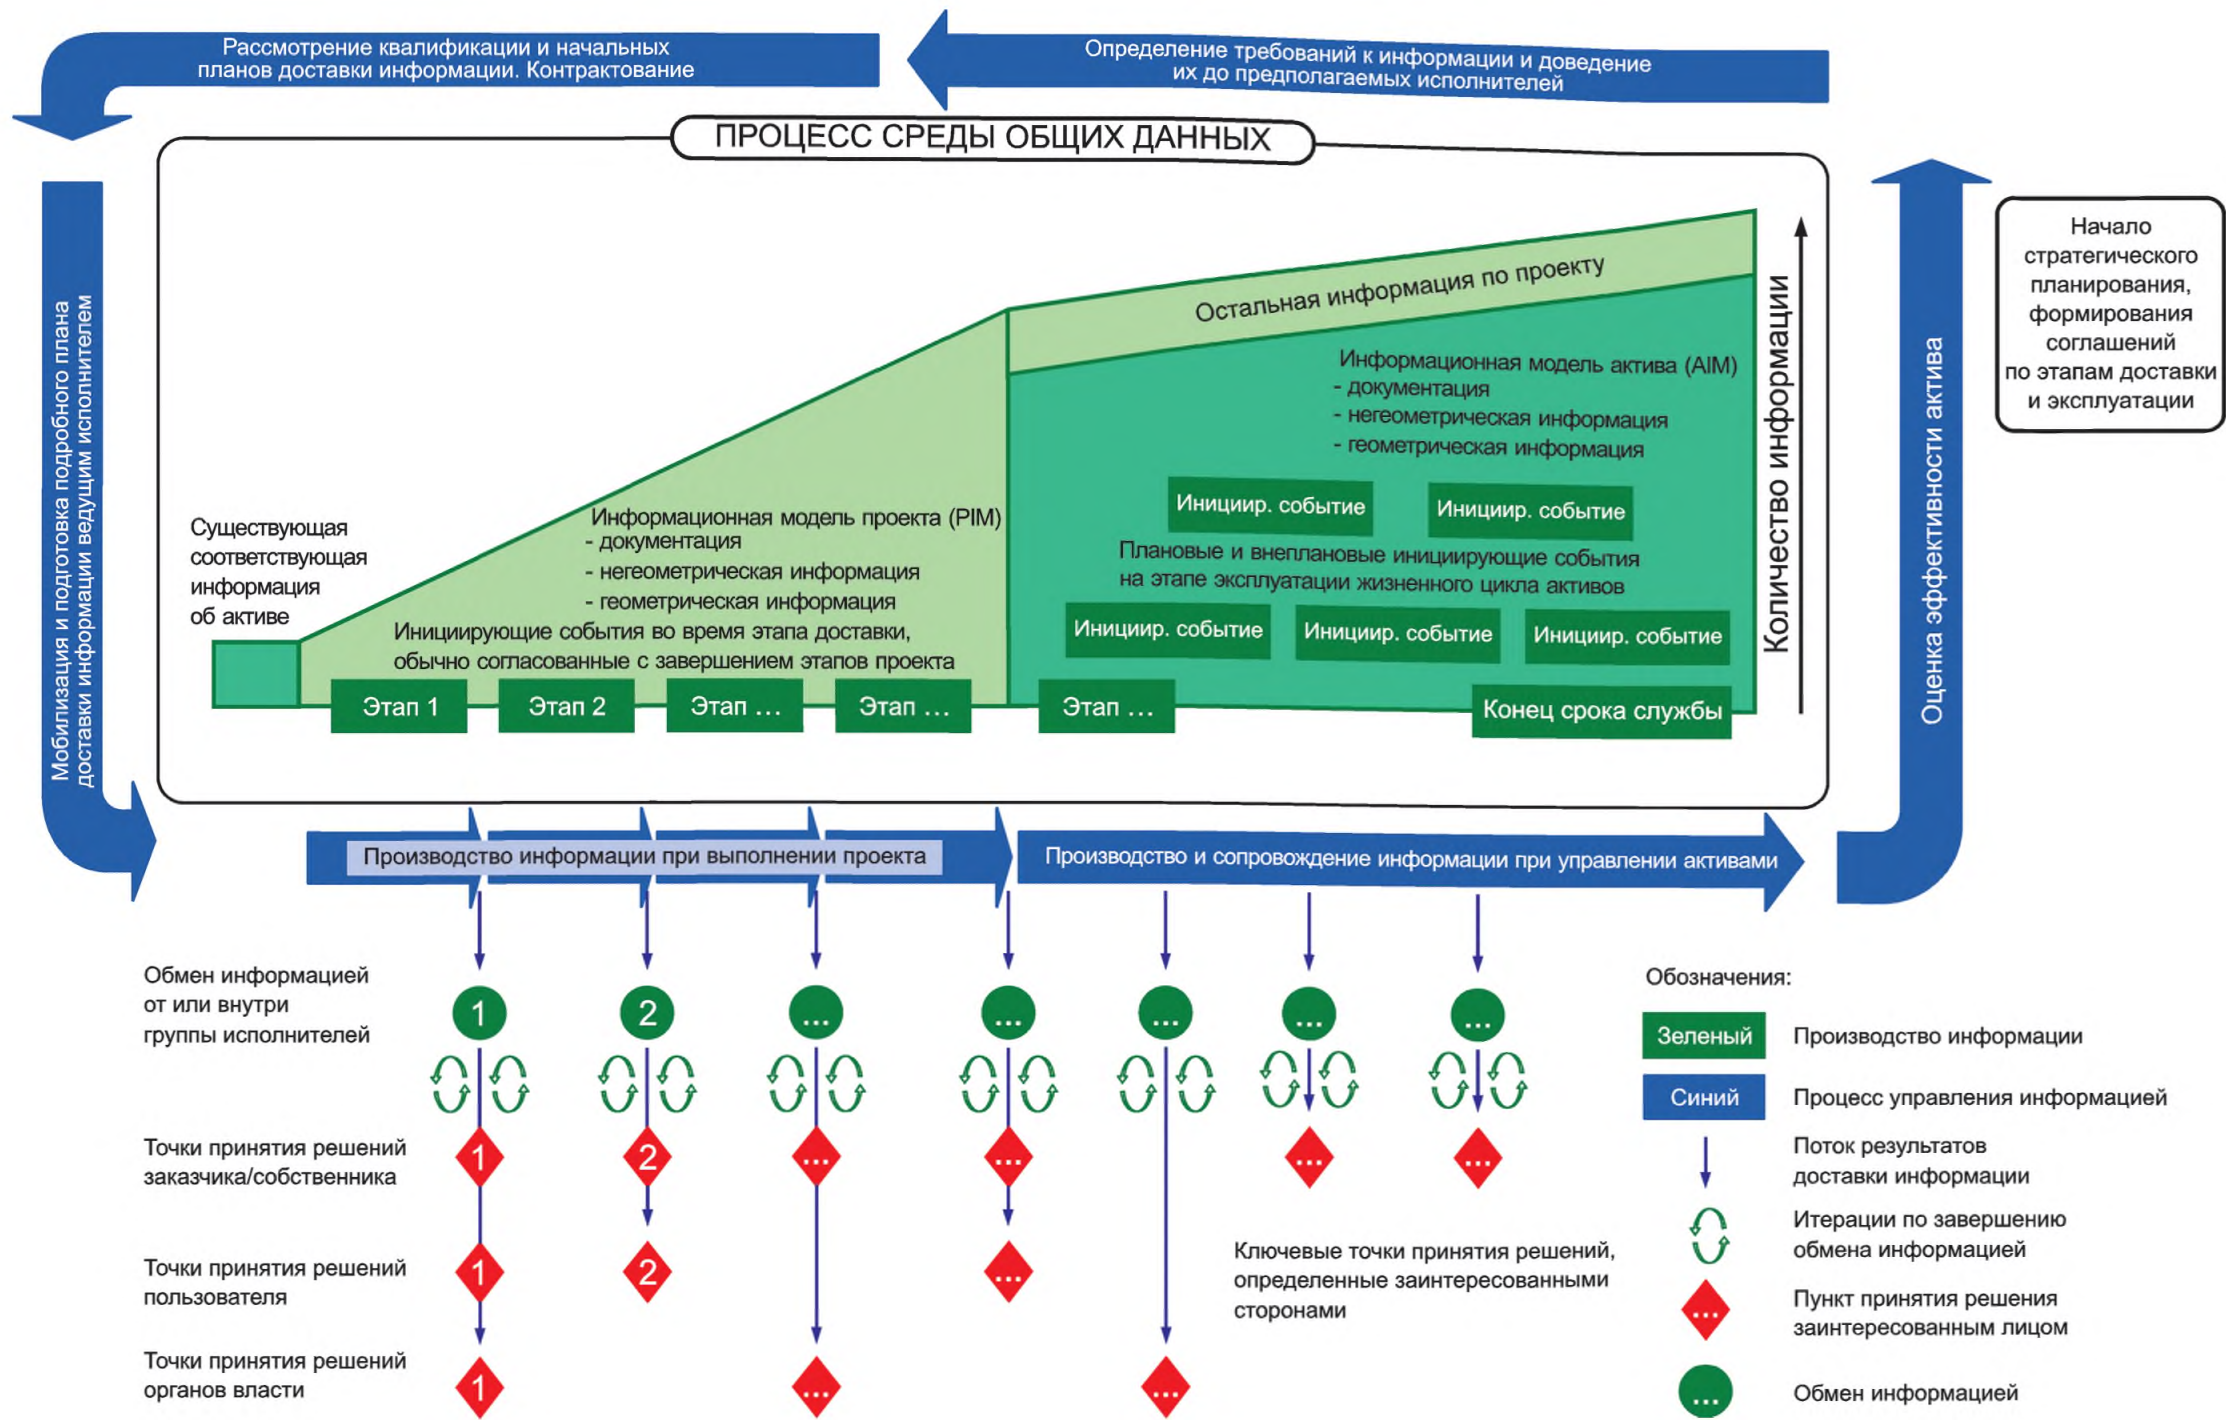 Рассмотрение квалификации и начальных
планов доставки информации. Контрактование
Определение требований к информации и доведение
их до предполагаемых исполнителей
ПРОЦЕСС СРЕДЫ ОБЩИХ ДАННЫХ
Мобилизация и подготовка подробного плана
доставки информации ведущим исполнителем
Существующая
соответствующая
информация
об активе
Информационная модель проекта (PIM)
- документация
- негеометрическая информация
- геометрическая информация
Инициирующие события во время этапа доставки,
обычно согласованные с завершением этапов проекта
Этап 1
Этап 2
Этап ...
Этап ...
Этап ...
Конец срока службы
Остальная информация по проекту
Информационная модель актива (AIM)
- документация
- негеометрическая информация
- геометрическая информация
Иницииp. событие
Иницииp. событие
Плановые и внеплановые инициирующие события
на этапе эксплуатации жизненного цикла активов
Иницииp. событие
Иницииp. событие
Иницииp. событие
Количество информации
Оценка эффективности актива
Начало
стратегического
планирования,
формирования
соглашений
по этапам доставки
и эксплуатации
Производство информации при выполнении проекта
Производство и сопровождение информации при управлении активами
Обмен информацией
от или внутри
группы исполнителей
1
2
...
...
...
...
...
Точки принятия решений
заказчика/собственника
1
2
...
...
...
...
Точки принятия решений
пользователя
1
2
...
Точки принятия решений
органов власти
1
...
...
Ключевые точки принятия решений,
определенные заинтересованными
сторонами
Обозначения:
Зеленый
Производство информации
Синий
Процесс управления информацией
Поток результатов
доставки информации
Итерации по завершению
обмена информацией
...
Пункт принятия решения
заинтересованным лицом
...
Обмен информацией